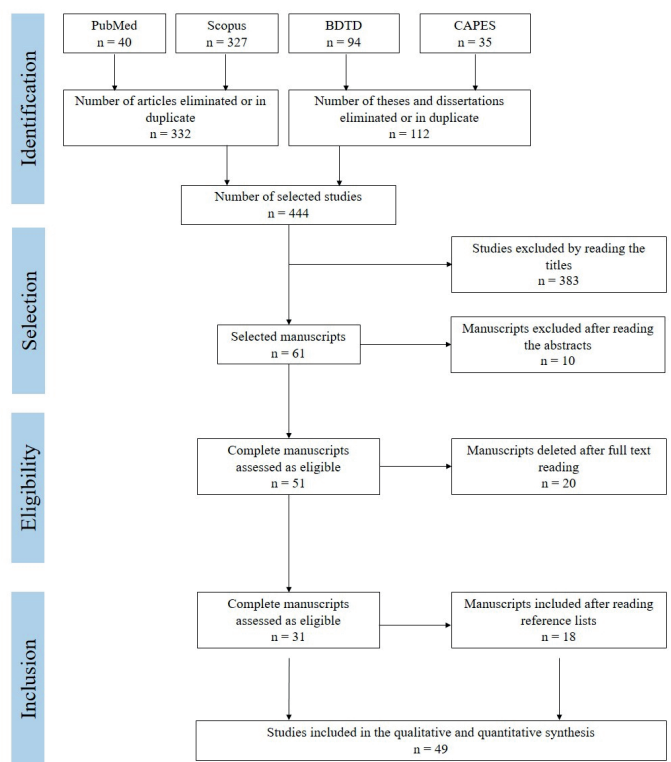 Identification
PubMed
n = 40
Scopus
n = 327
BDTD
n = 94
CAPES
n = 35
Number of articles eliminated or in
duplicate
n = 332
Number of theses and dissertations
eliminated or in duplicate
n = 112
Number of selected studies
n = 444
Selection
Studies excluded by reading the
titles
n = 383
Selected manuscripts
n = 61
Manuscripts excluded after reading
the abstracts
n = 10
Eligibility
Complete manuscripts
assessed as eligible
n = 51
Manuscripts deleted after full text
reading
n = 20
Inclusion
Complete manuscripts
assessed as eligible
n = 31
Manuscripts included after reading
reference lists
n = 18
Studies included in the qualitative and quantitative synthesis
n = 49